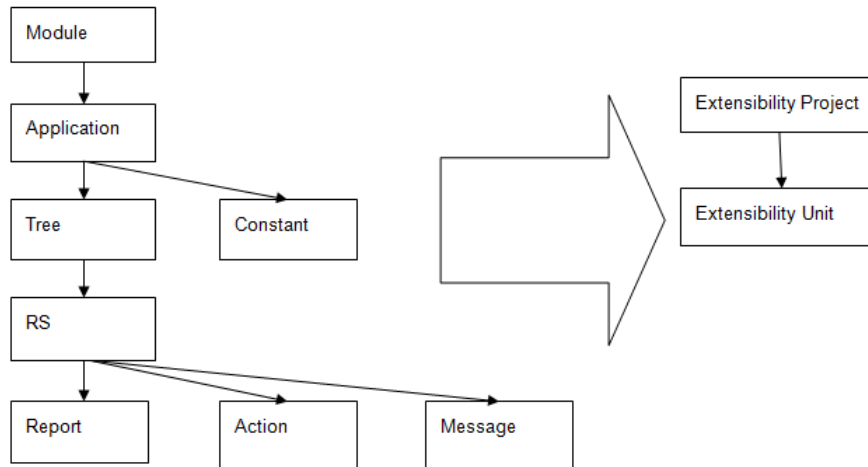 Module
Extensibility Project
Application
Tree
Constant
Extensibility Unit
RS
Report
Action
Message